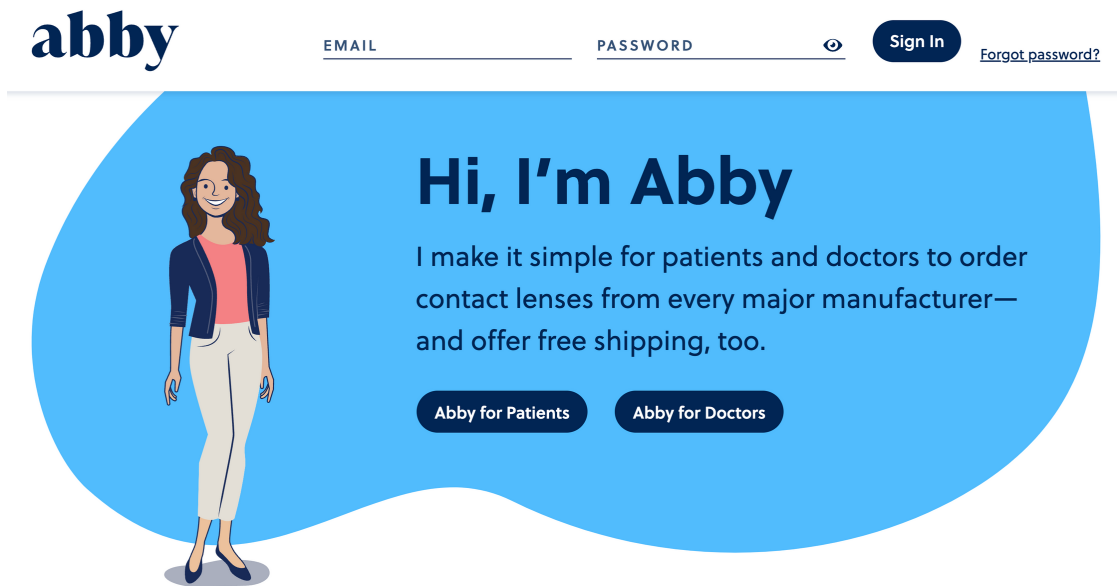 abby
EMAIL
PASSWORD
Sign In
Forgot password?
Hi, I’m Abby
I make it simple for patients and doctors to order
contact lenses from every major manufacturer—
and offer free shipping, too.
Abby for Patients
Abby for Doctors